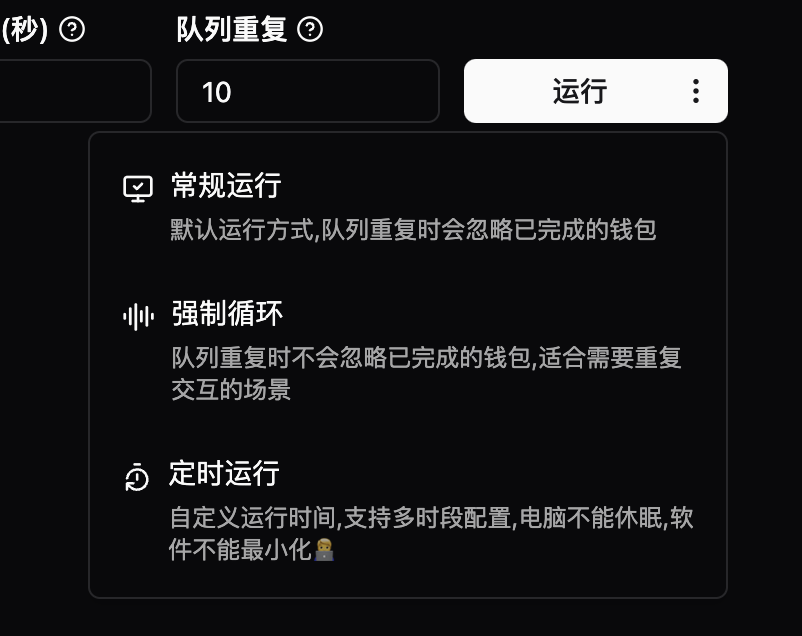 (秒)
队列重复
10
运行
常规运行
默认运行方式,队列重复时会忽略已完成的钱包
强制循环
队列重复时不会忽略已完成的钱包,适合需要重复
交互的场景
定时运行
自定义运行时间,支持多时段配置,电脑不能休眠,软
件不能最小化👨‍💻